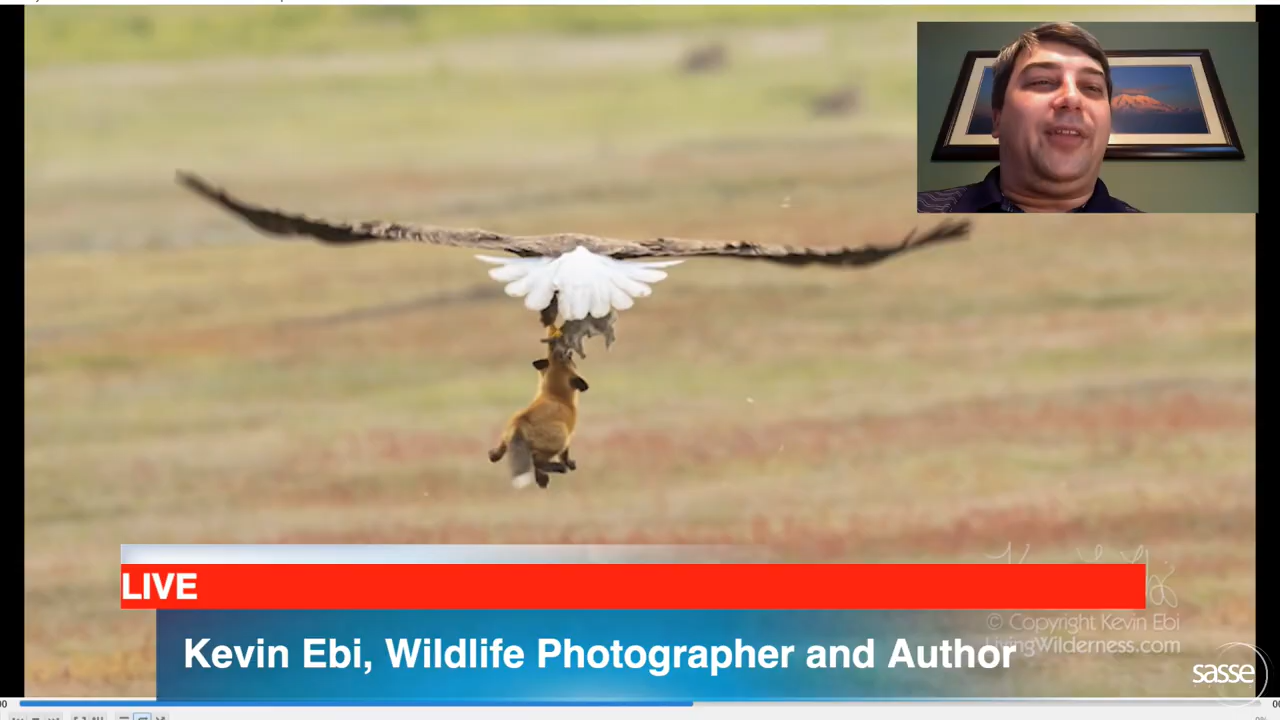 LIVE
Kevin Ebi, Wildlife Photographer and Author
© Copyright Kevin Ebi
LivingWilderness.com
sasse